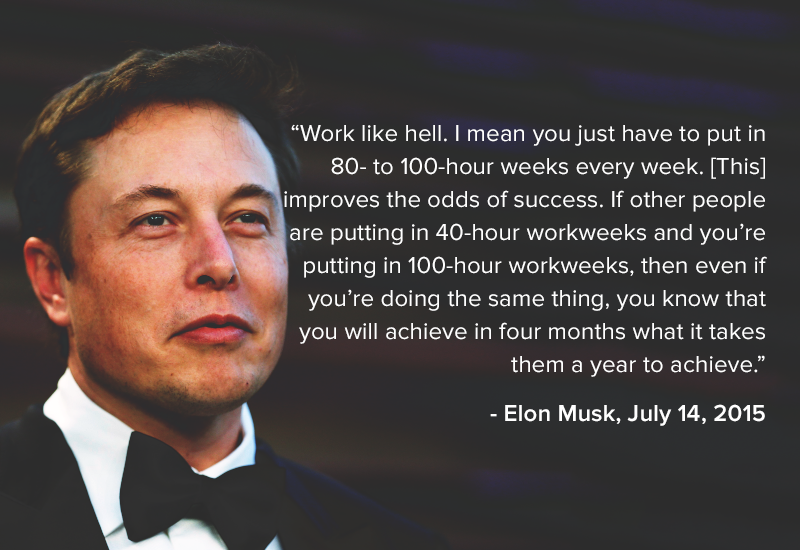 “Work like hell. I mean you just have to put in
80- to 100-hour weeks every week. [This]
improves the odds of success. If other people
are putting in 40-hour workweeks and you’re
putting in 100-hour workweeks, then even if
you’re doing the same thing, you know that
you will achieve in four months what it takes
them a year to achieve.”
- Elon Musk, July 14, 2015